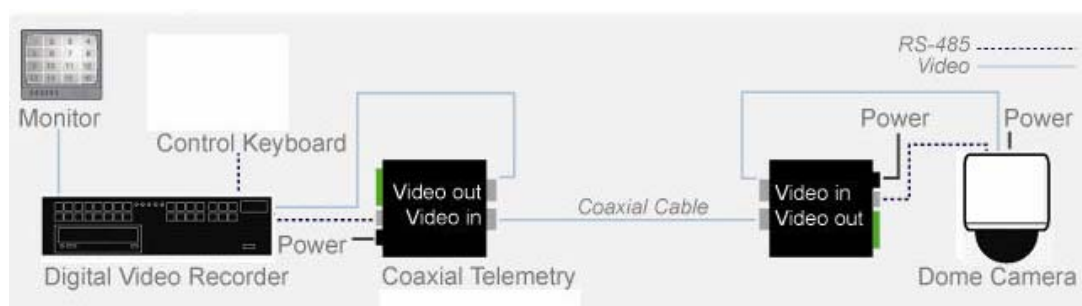 RS-485
Video
Monitor
Control Keyboard
Power
Power
Video out
Video in
Coaxial Cable
Video in
Video out
Power
Digital Video Recorder
Coaxial Telemetry
Dome Camera